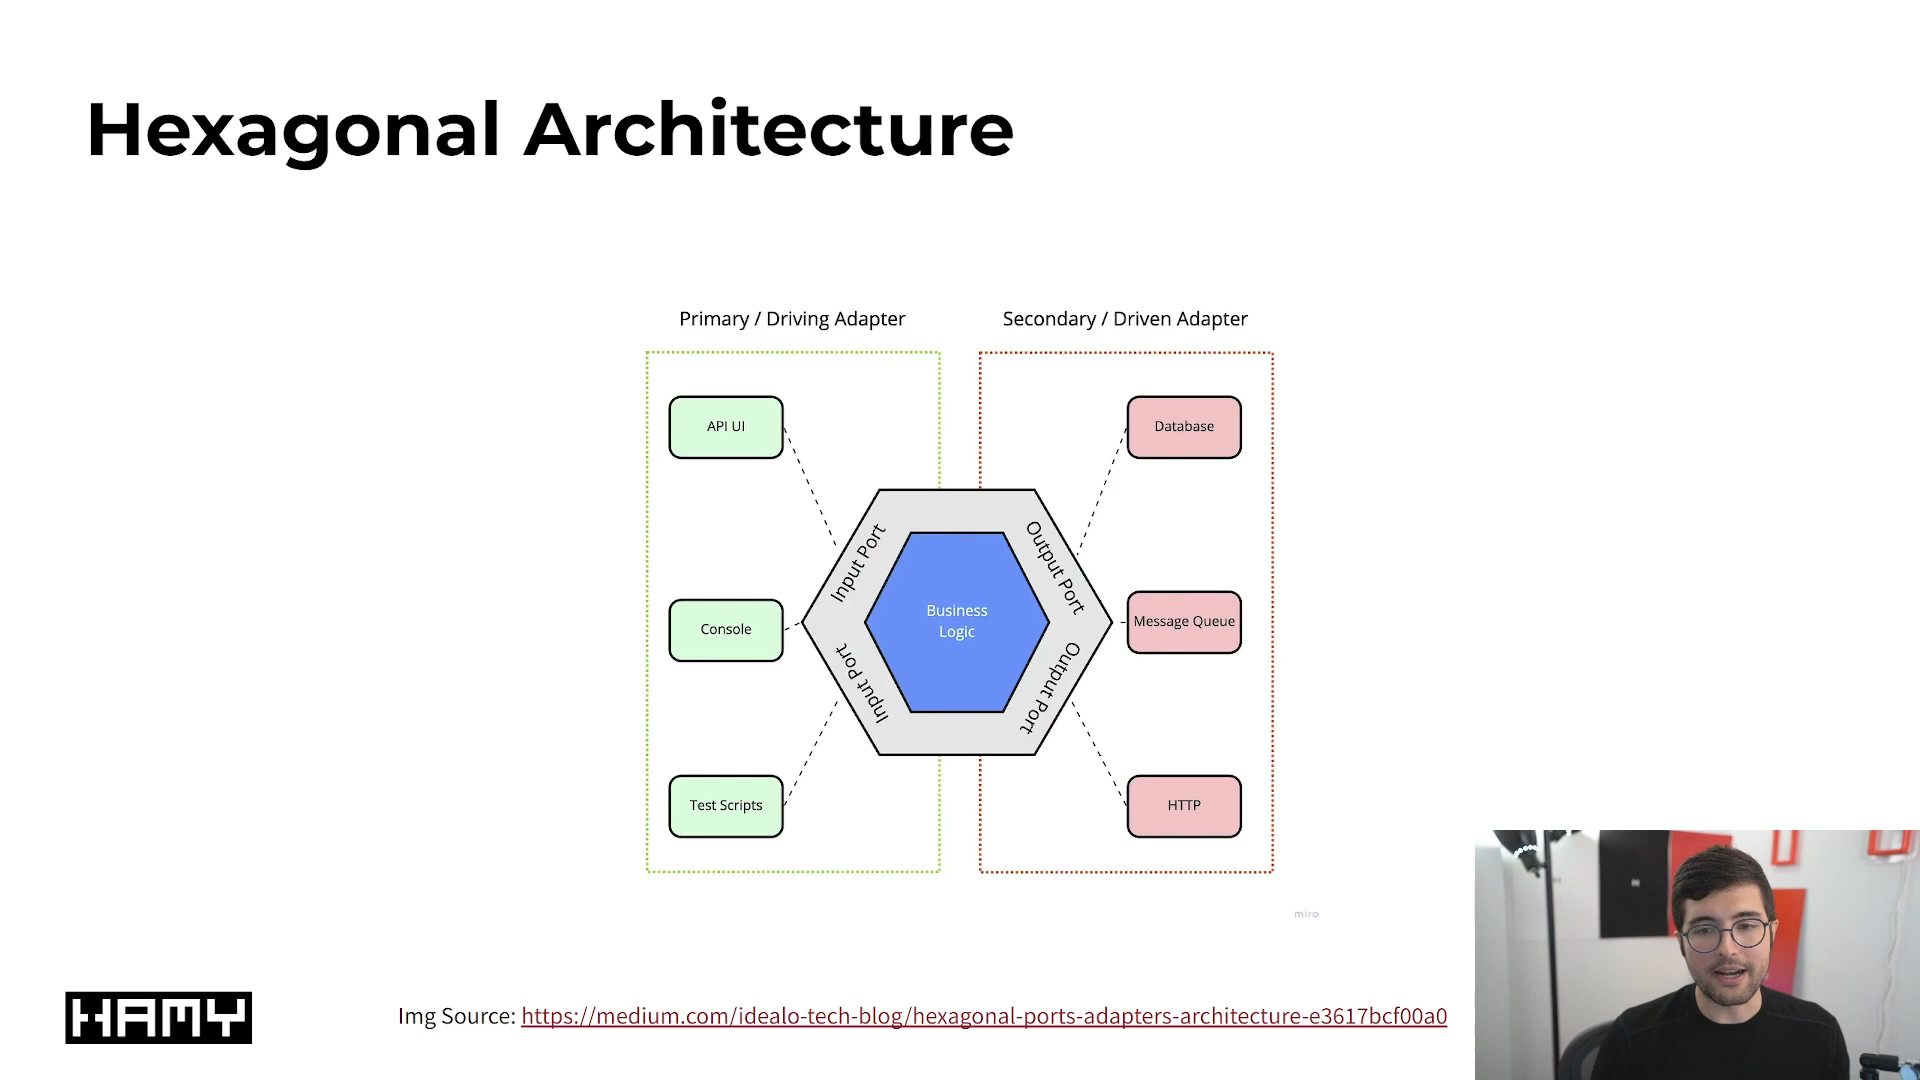 Hexagonal Architecture
Primary / Driving Adapter
Secondary / Driven Adapter
API UI
Database
Input Port
Output Port
Business
Logic
Console
Message Queue
Input Port
Output Port
Test Scripts
HTTP
miro
HAMY
Img Source: https://medium.com/idealo-tech-blog/hexagonal-ports-adapters-architecture-e3617bcf00a0